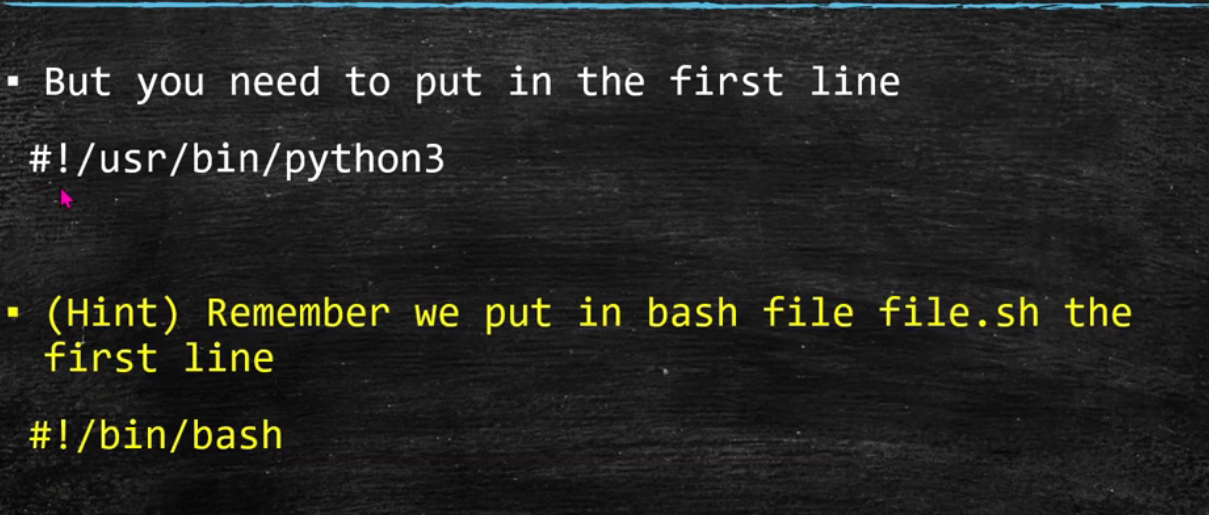 ▪ But you need to put in the first line
#!/usr/bin/python3
▪ (Hint) Remember we put in bash file file.sh the
first line
#!/bin/bash